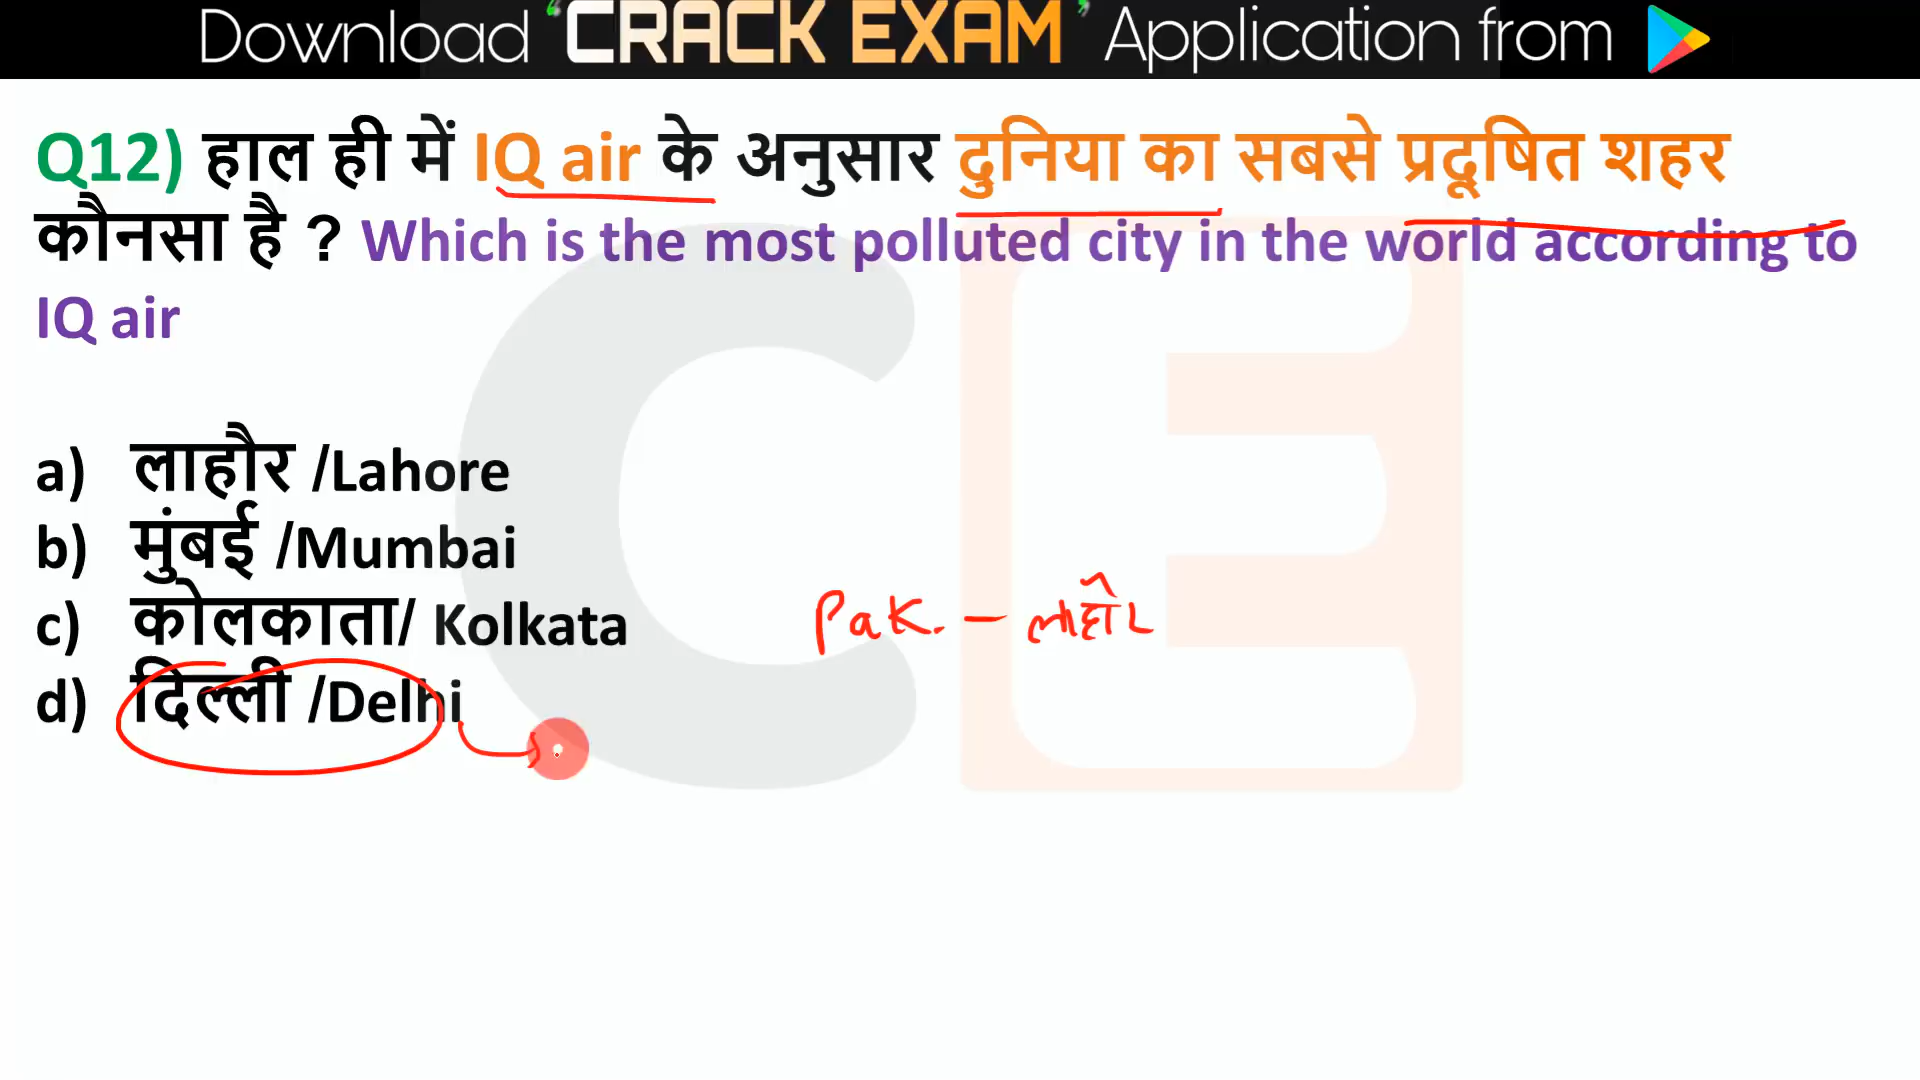 Download ‘CRACK EXAM’ Application from
Q12) हाल ही में IQ air के अनुसार दुनिया का सबसे प्रदूषित शहर
कौनसा है ? Which is the most polluted city in the world according to
IQ air
a) लाहौर /Lahore
b) मुंबई /Mumbai
c) कोलकाता/ Kolkata
d) दिल्ली /Delhi
Pak. – लाहौर
CE